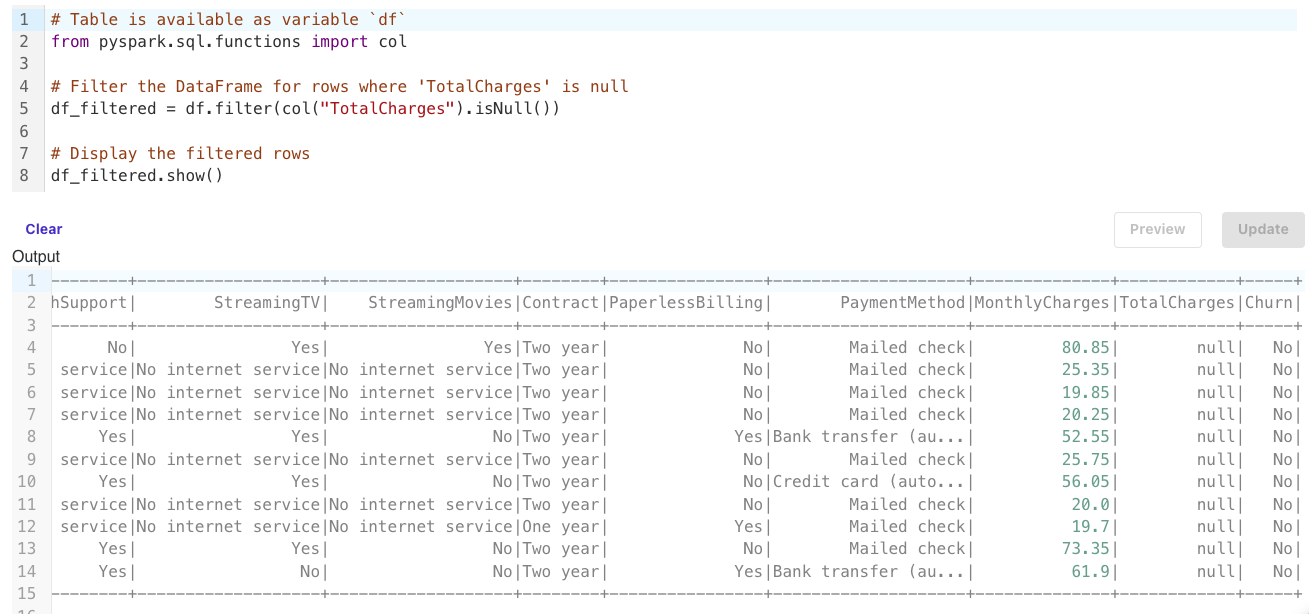 1 # Table is available as variable `df`
2 from pyspark.sql.functions import col
3
4 # Filter the DataFrame for rows where 'TotalCharges' is null
5 df_filtered = df.filter(col("TotalCharges").isNull())
6
7 # Display the filtered rows
8 df_filtered.show()
Clear Preview Update
Output
1 --------+-------------------+-------------------+--------+----------------+--------------------+--------------+------------+-----+
2 hSupport|        StreamingTV|    StreamingMovies|Contract|PaperlessBilling|       PaymentMethod|MonthlyCharges|TotalCharges|Churn|
3 --------+-------------------+-------------------+--------+----------------+--------------------+--------------+------------+-----+
4       No|                Yes|                Yes|Two year|              No|        Mailed check|         80.85|        null|   No|
5  service|No internet service|No internet service|Two year|              No|        Mailed check|         25.35|        null|   No|
6  service|No internet service|No internet service|Two year|              No|        Mailed check|         19.85|        null|   No|
7  service|No internet service|No internet service|Two year|              No|        Mailed check|         20.25|        null|   No|
8      Yes|                Yes|                 No|Two year|             Yes|Bank transfer (au...|         52.55|        null|   No|
9  service|No internet service|No internet service|Two year|              No|        Mailed check|         25.75|        null|   No|
10     Yes|                Yes|                 No|Two year|              No|Credit card (auto...|         56.05|        null|   No|
11 service|No internet service|No internet service|Two year|              No|        Mailed check|          20.0|        null|   No|
12 service|No internet service|No internet service|One year|             Yes|        Mailed check|          19.7|        null|   No|
13     Yes|                Yes|                 No|Two year|              No|        Mailed check|         73.35|        null|   No|
14     Yes|                 No|                 No|Two year|             Yes|Bank transfer (au...|          61.9|        null|   No|
15 --------+-------------------+-------------------+--------+----------------+--------------------+--------------+------------+-----+